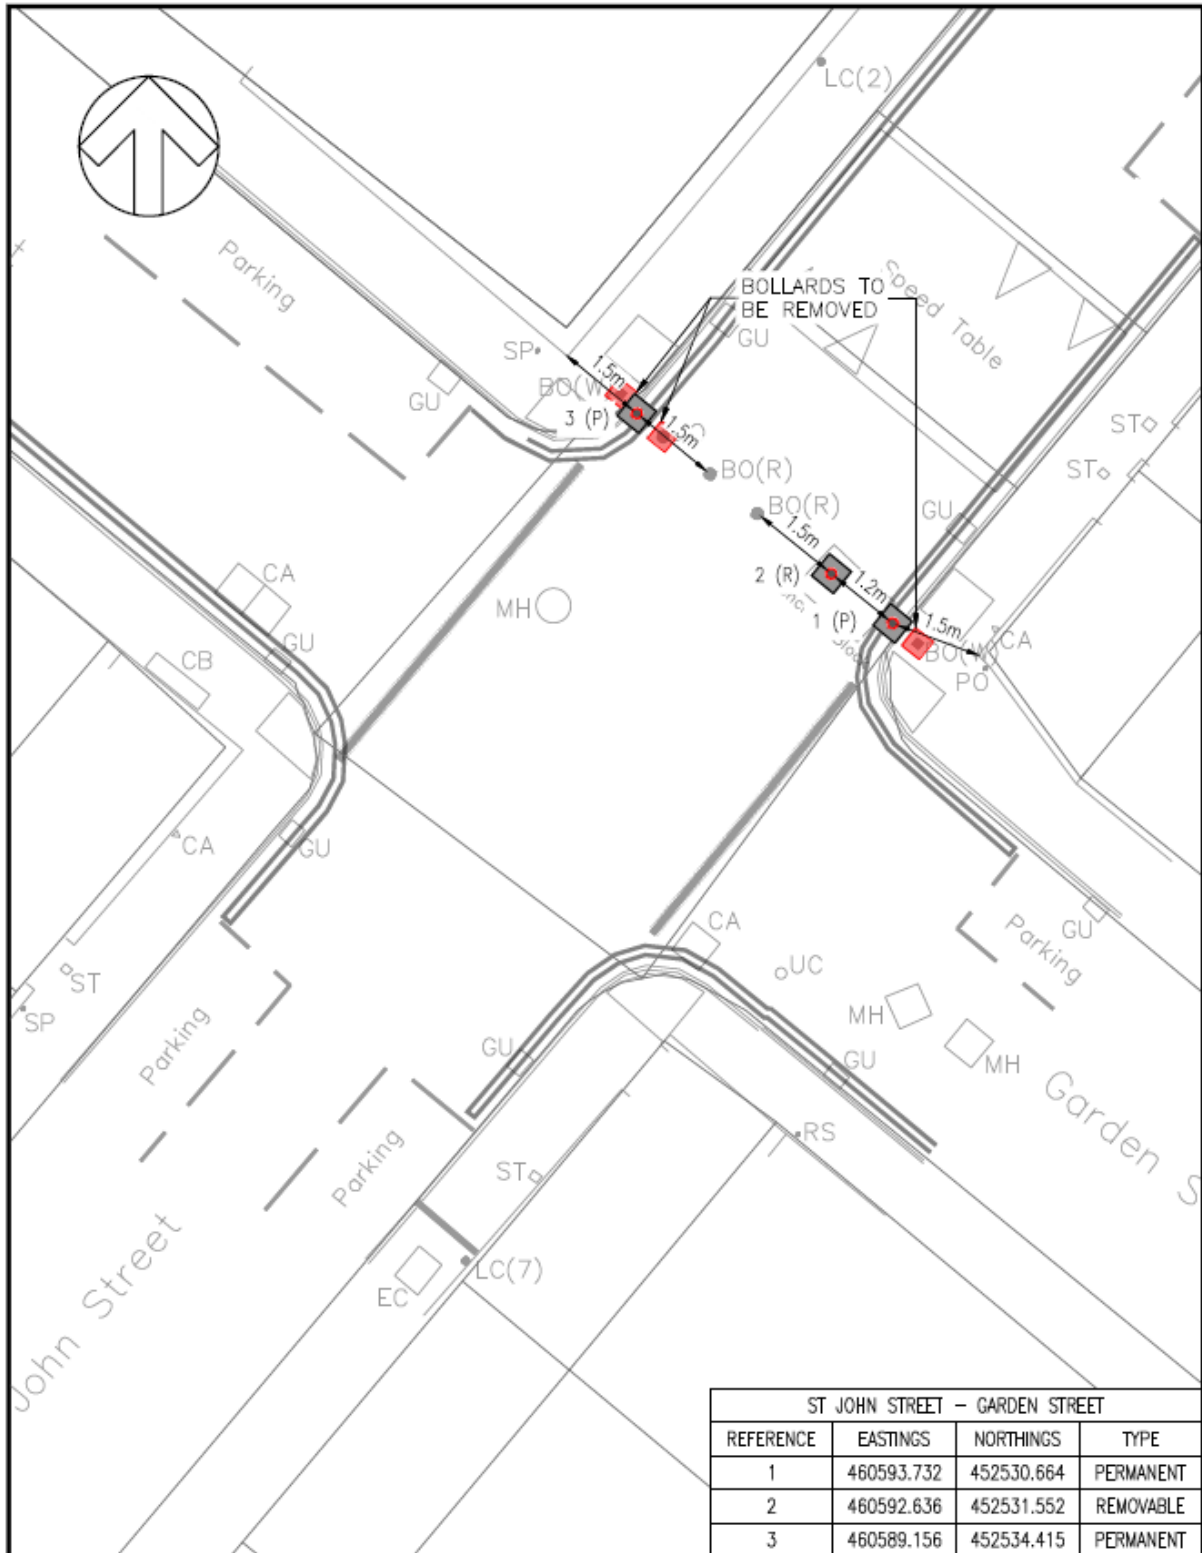 LC(2)
Parking
Speed Table
BOLLARDS TO
BE REMOVED
GU
SP
1.5m
BO(W
GU
3 (P)
1.5m
ST
BO(R)
ST
BO(R)
GU
1.5m
CA
2 (R)
1.2m
MH
1 (P)
1.5m
CA
GU
BO(W)
CB
PO
CA
GU
CA
GU
Parking
UC
ST
MH
SP
Parking
GU
GU
MH
Garden S
Parking
RS
ST
John Street
LC(7)
EC
ST JOHN STREET – GARDEN STREET
REFERENCE EASTINGS NORTHINGS TYPE
1 460593.732 452530.664 PERMANENT
2 460592.636 452531.552 REMOVABLE
3 460589.156 452534.415 PERMANENT